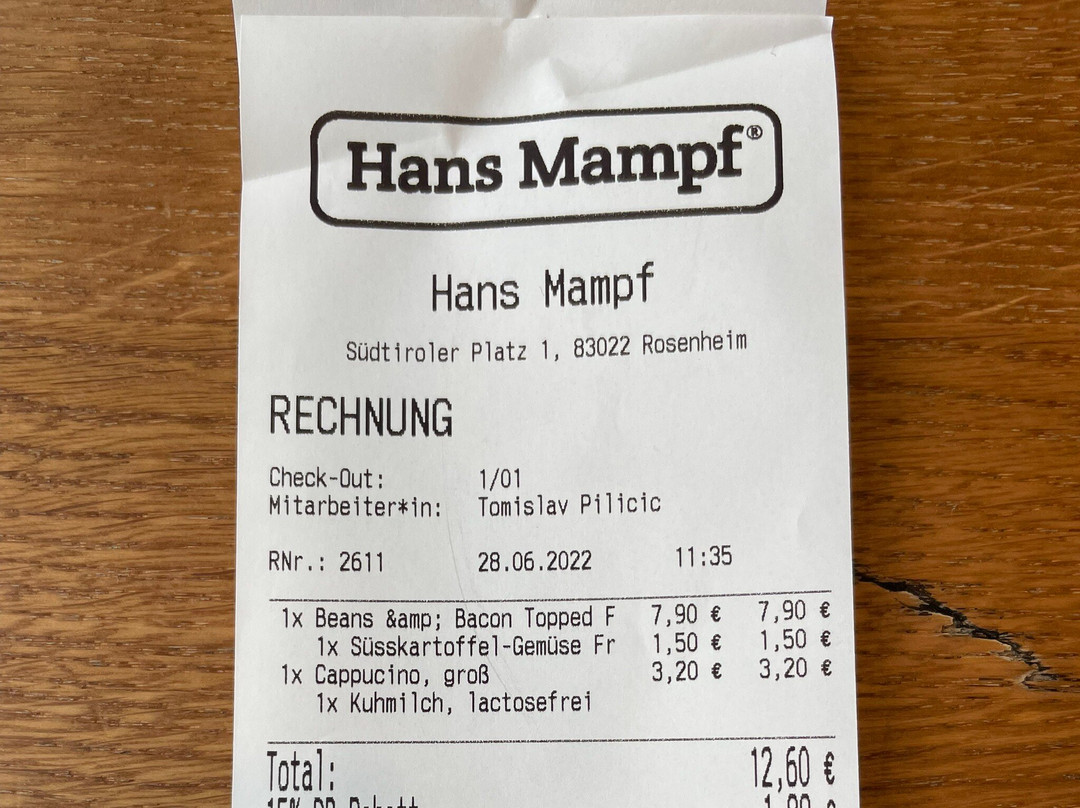 Hans Mampf®
Hans Mampf
Südtiroler Platz 1, 83022 Rosenheim
RECHNUNG
Check-Out: 1/01
Mitarbeiter*in: Tomislav Pilicic
RNr.: 2611 28.06.2022 11:35
1x Beans &amp; Bacon Topped F 7,90 € 7,90 €
1x Süsskartoffel-Gemüse Fr 1,50 € 1,50 €
1x Cappucino, groß 3,20 € 3,20 €
1x Kuhmilch, lactosefrei
Total: 12,60 €
15% Rabatt